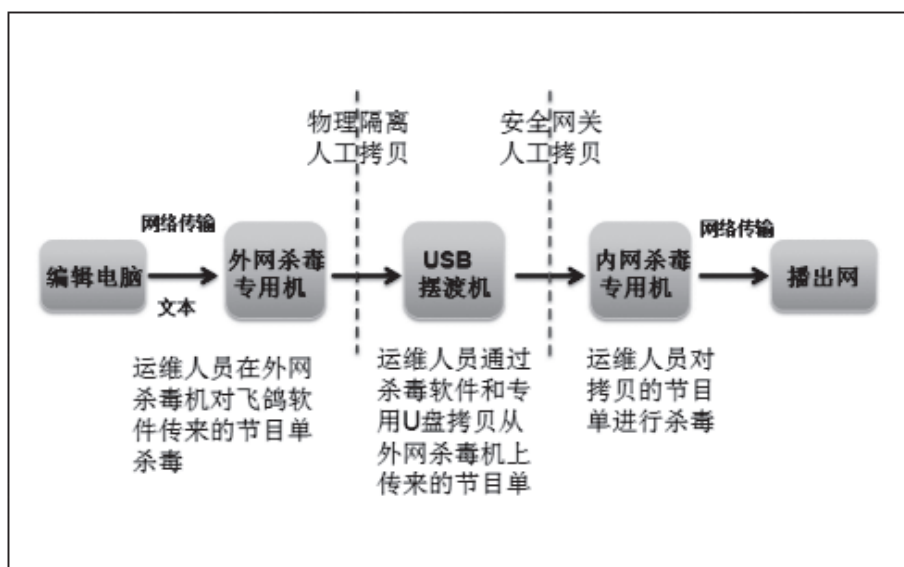 物理隔离
人工拷贝
安全网关
人工拷贝
网络传输
编辑电脑
文本
外网杀毒
专用机
USB
摆渡机
内网杀毒
专用机
网络传输
播出网
运维人员在外网
杀毒机对飞鸽软
件传来的节目单
杀毒
运维人员通过
杀毒软件和专
用U盘拷贝从
外网杀毒机上
传来的节目单
运维人员对
拷贝的节目
单进行杀毒